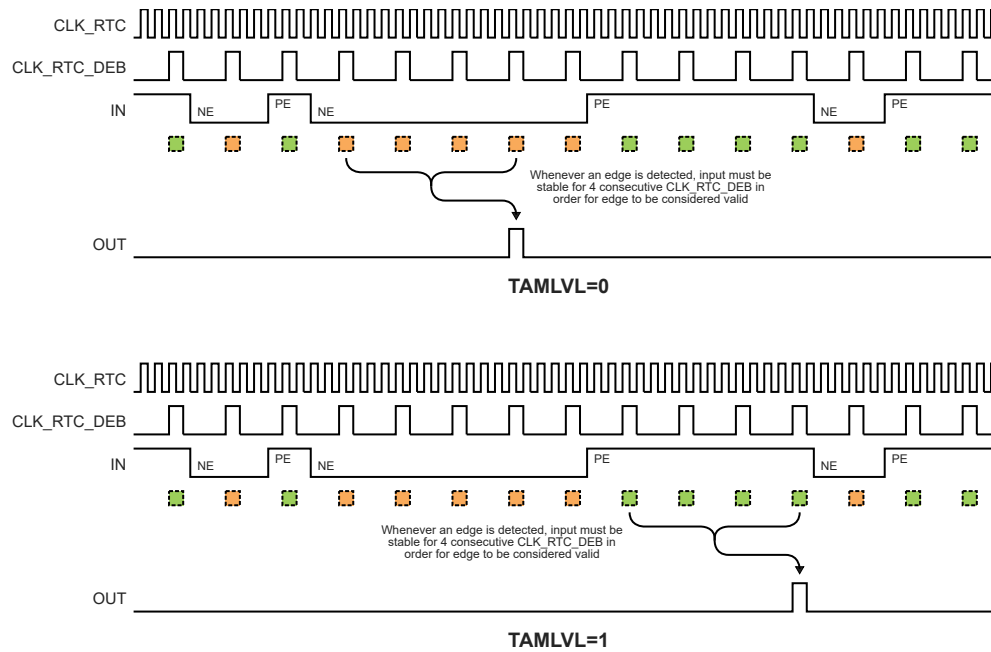 CLK_RTC
CLK_RTC_DEB
IN
NE
PE
NE
PE
NE
PE
Whenever an edge is detected, input must be
stable for 4 consecutive CLK_RTC_DEB in
order for edge to be considered valid
OUT
TAMLVL=0
CLK_RTC
CLK_RTC_DEB
IN
NE
PE
NE
PE
NE
PE
Whenever an edge is detected, input must be
stable for 4 consecutive CLK_RTC_DEB in
order for edge to be considered valid
OUT
TAMLVL=1